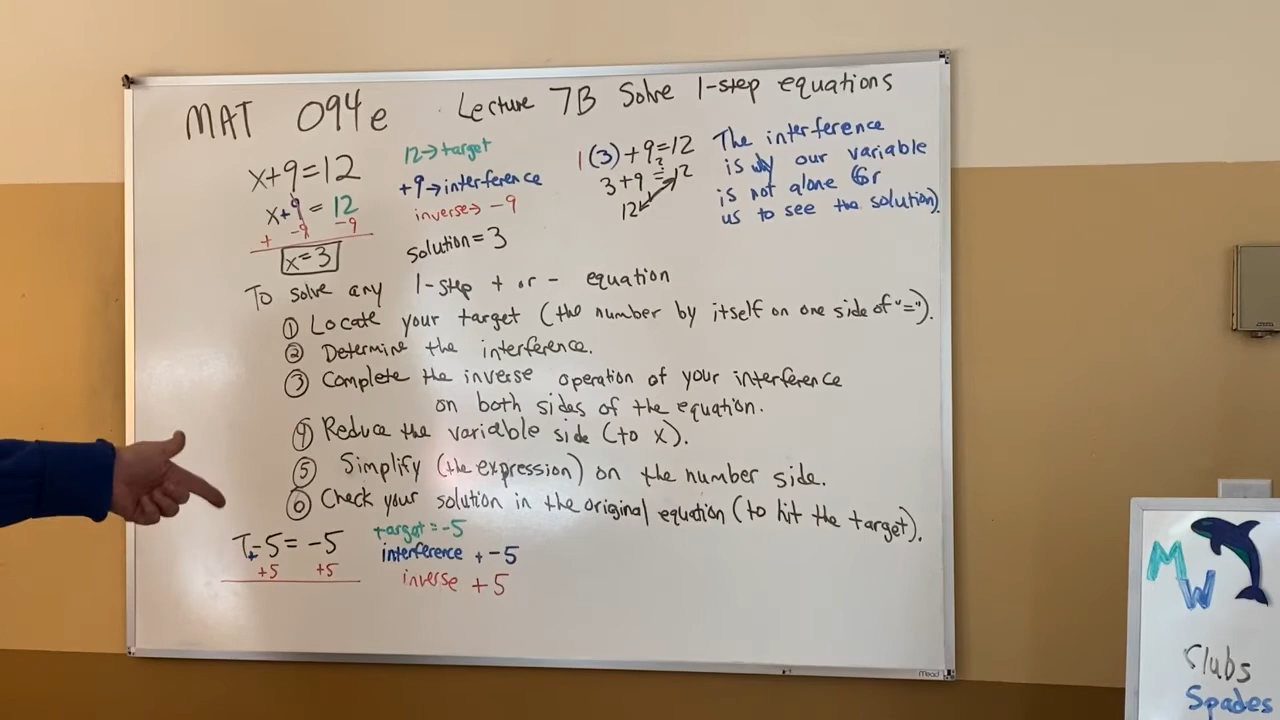 MAT 094e Lecture 7B Solve 1-step equations
x+9=12
x+9 = 12
+ -9 -9
x=3
12→target
+9→interference
inverse→ -9
solution=3
1(3)+9=12
3+9 ?= 12
12
The interference
is why our variable
is not alone (for
us to see the solution).
To solve any 1-step + or - equation
① Locate your target (the number by itself on one side of "=").
② Determine the interference.
③ Complete the inverse operation of your interference
on both sides of the equation.
④ Reduce the variable side (to x).
⑤ Simplify (the expression) on the number side.
⑥ Check your solution in the original equation (to hit the target).
T+-5=-5
+5 +5
target=-5
interference +-5
inverse +5
mead
MW
Clubs
Spades